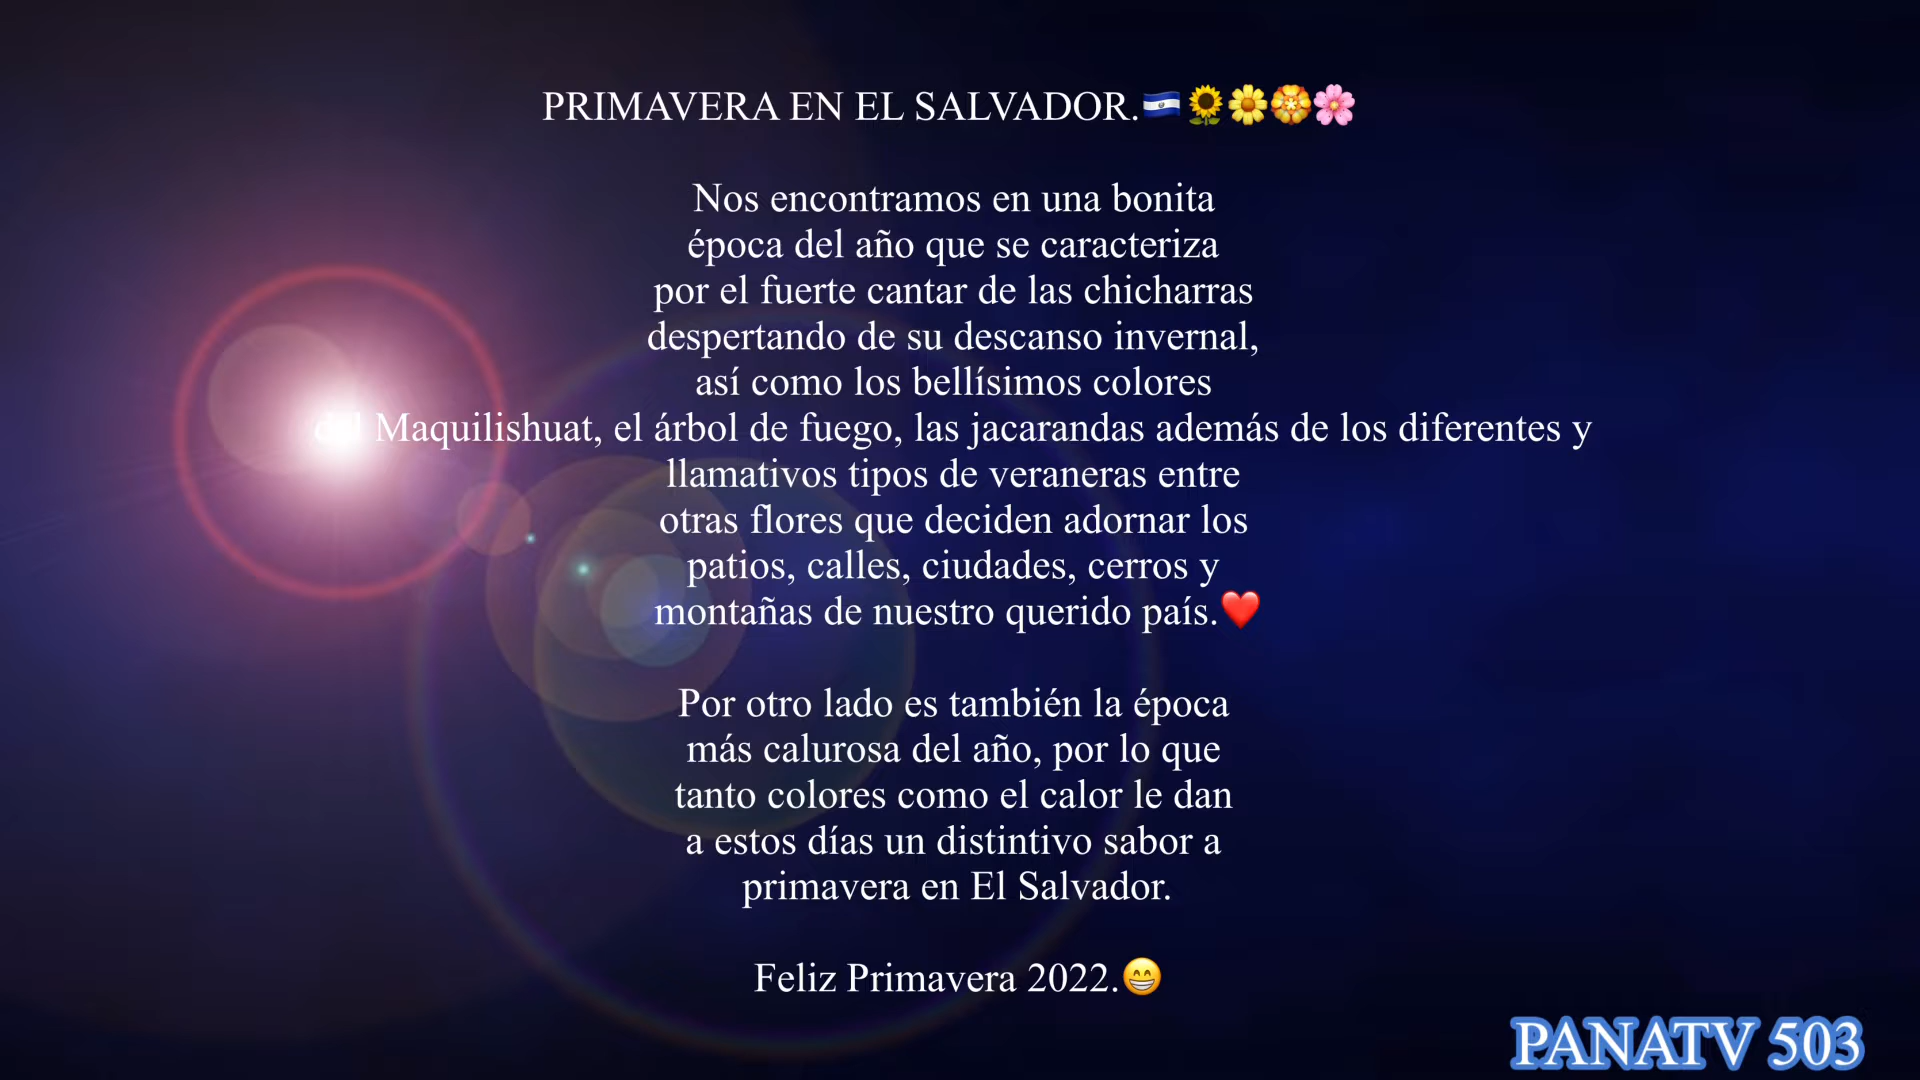 PRIMAVERA EN EL SALVADOR.🇸🇻🌻🌼🏵️🌸
Nos encontramos en una bonita
época del año que se caracteriza
por el fuerte cantar de las chicharras
despertando de su descanso invernal,
así como los bellísimos colores
del Maquilishuat, el árbol de fuego, las jacarandas además de los diferentes y
llamativos tipos de veraneras entre
otras flores que deciden adornar los
patios, calles, ciudades, cerros y
montañas de nuestro querido país.❤️
Por otro lado es también la época
más calurosa del año, por lo que
tanto colores como el calor le dan
a estos días un distintivo sabor a
primavera en El Salvador.
Feliz Primavera 2022.😁
PANATV 503